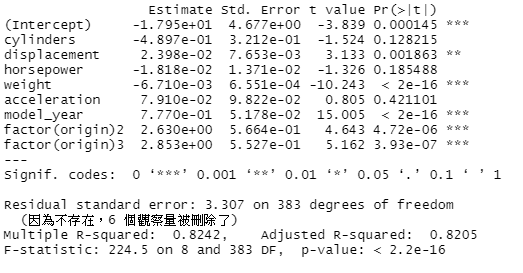 Estimate Std. Error t value Pr(>|t|)
(Intercept) -1.795e+01 4.677e+00 -3.839 0.000145 ***
cylinders -4.897e-01 3.212e-01 -1.524 0.128215
displacement 2.398e-02 7.653e-03 3.133 0.001863 **
horsepower -1.818e-02 1.371e-02 -1.326 0.185488
weight -6.710e-03 6.551e-04 -10.243 < 2e-16 ***
acceleration 7.910e-02 9.822e-02 0.805 0.421101
model_year 7.770e-01 5.178e-02 15.005 < 2e-16 ***
factor(origin)2 2.630e+00 5.664e-01 4.643 4.72e-06 ***
factor(origin)3 2.853e+00 5.527e-01 5.162 3.93e-07 ***
---
Signif. codes: 0 ‘***’ 0.001 ‘**’ 0.01 ‘*’ 0.05 ‘.’ 0.1 ‘ ’ 1
Residual standard error: 3.307 on 383 degrees of freedom
(因為不存在，6 個觀察量被刪除了)
Multiple R-squared: 0.8242, Adjusted R-squared: 0.8205
F-statistic: 224.5 on 8 and 383 DF, p-value: < 2.2e-16